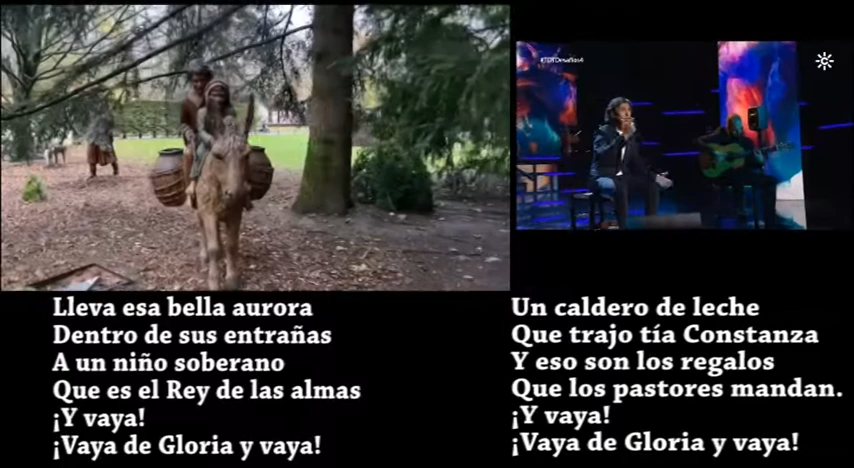 #TDTDesafios4
Lleva esa bella aurora
Dentro de sus entrañas
A un niño soberano
Que es el Rey de las almas
¡Y vaya!
¡Vaya de Gloria y vaya!
Un caldero de leche
Que trajo tía Constanza
Y eso son los regalos
Que los pastores mandan.
¡Y vaya!
¡Vaya de Gloria y vaya!